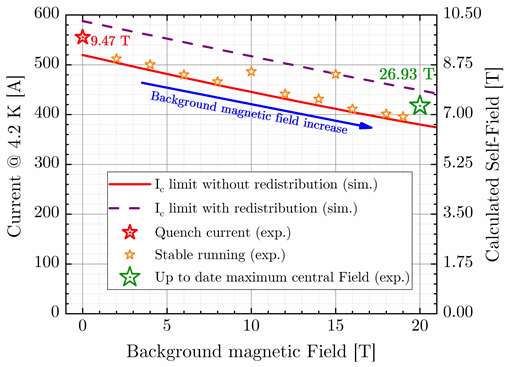 600
500
400
300
200
100
0
Current @ 4.2 K [A]
10.50
8.75
7.00
5.25
3.50
1.75
0.00
Calculated Self-Field [T]
9.47 T
26.93 T
Background magnetic field increase
I_c limit without redistribution (sim.)
I_c limit with redistribution (sim.)
Quench current (exp.)
Stable running (exp.)
Up to date maximum central Field (exp.)
0 5 10 15 20
Background magnetic Field [T]